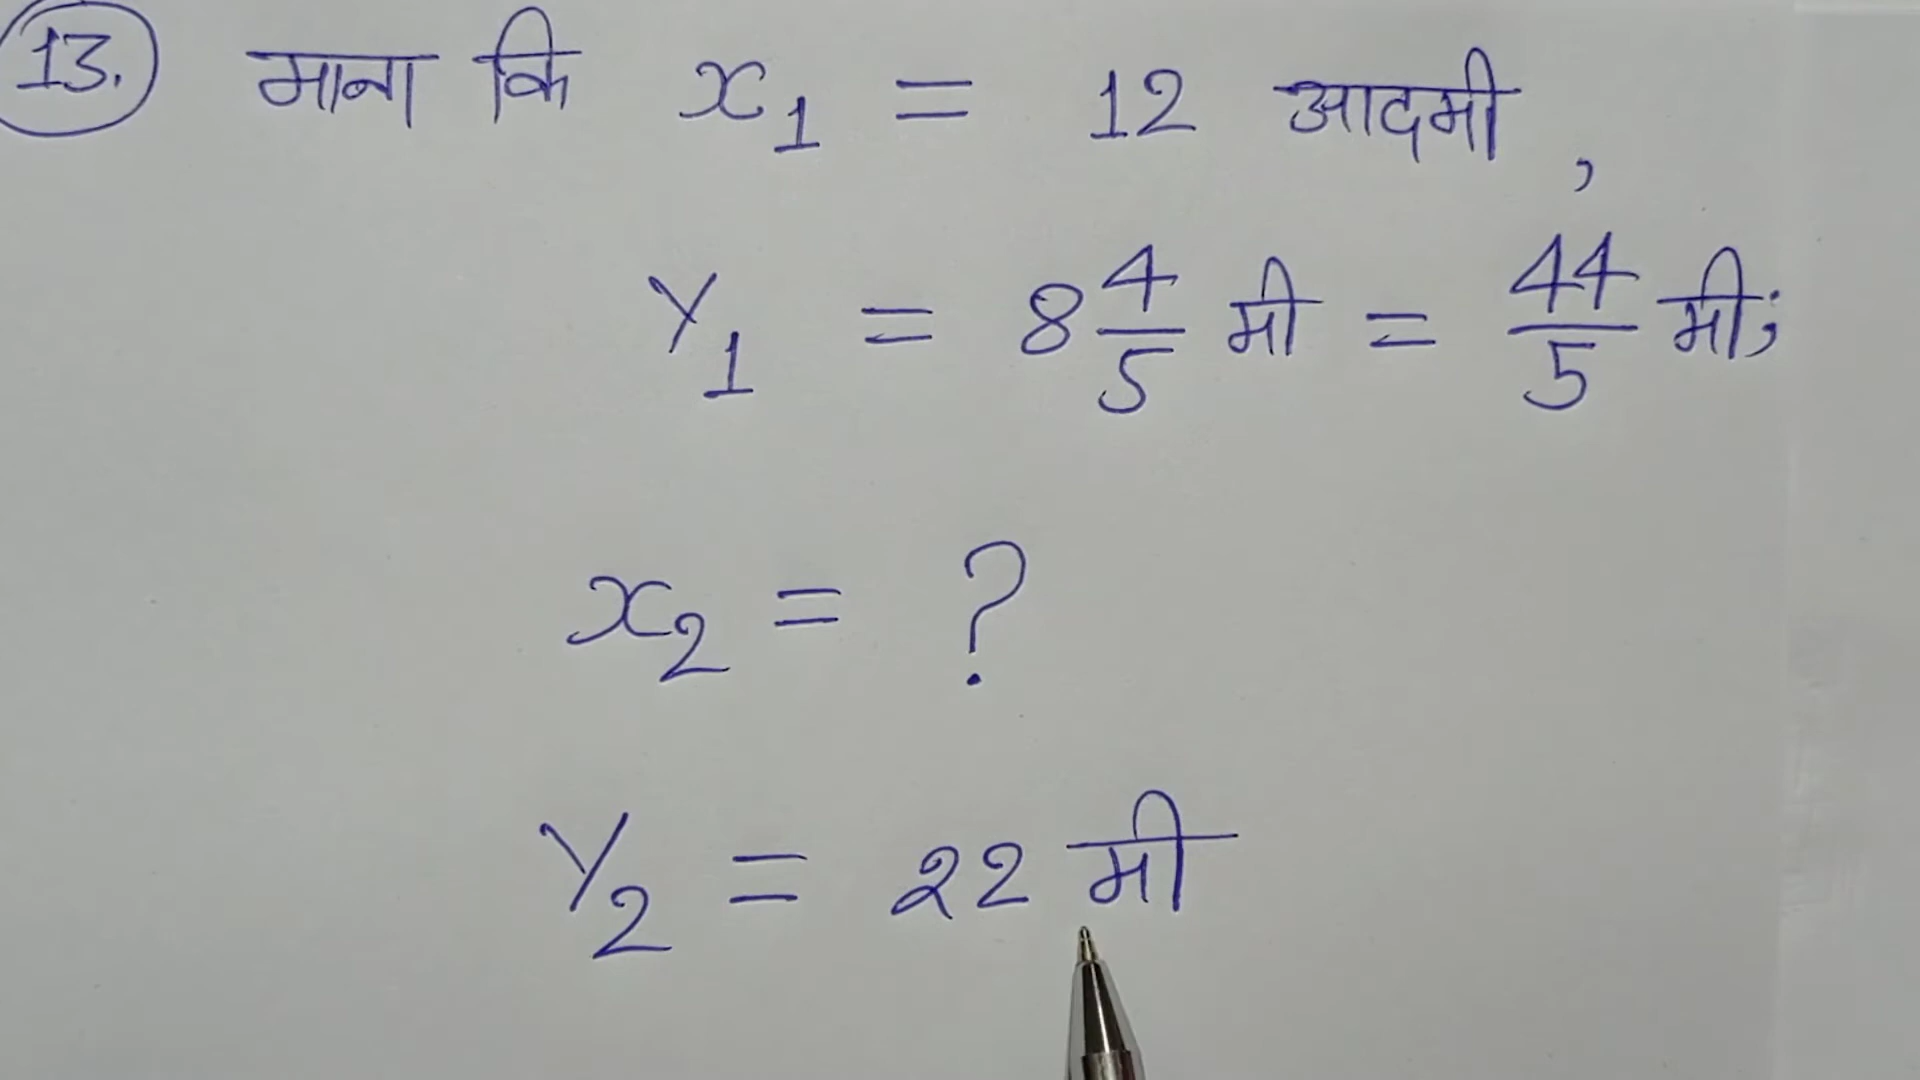 13. माना कि x₁ = 12 आदमी,
Y₁ = 8 4/5 मी = 44/5 मी;
x₂ = ?
Y₂ = 22 मी